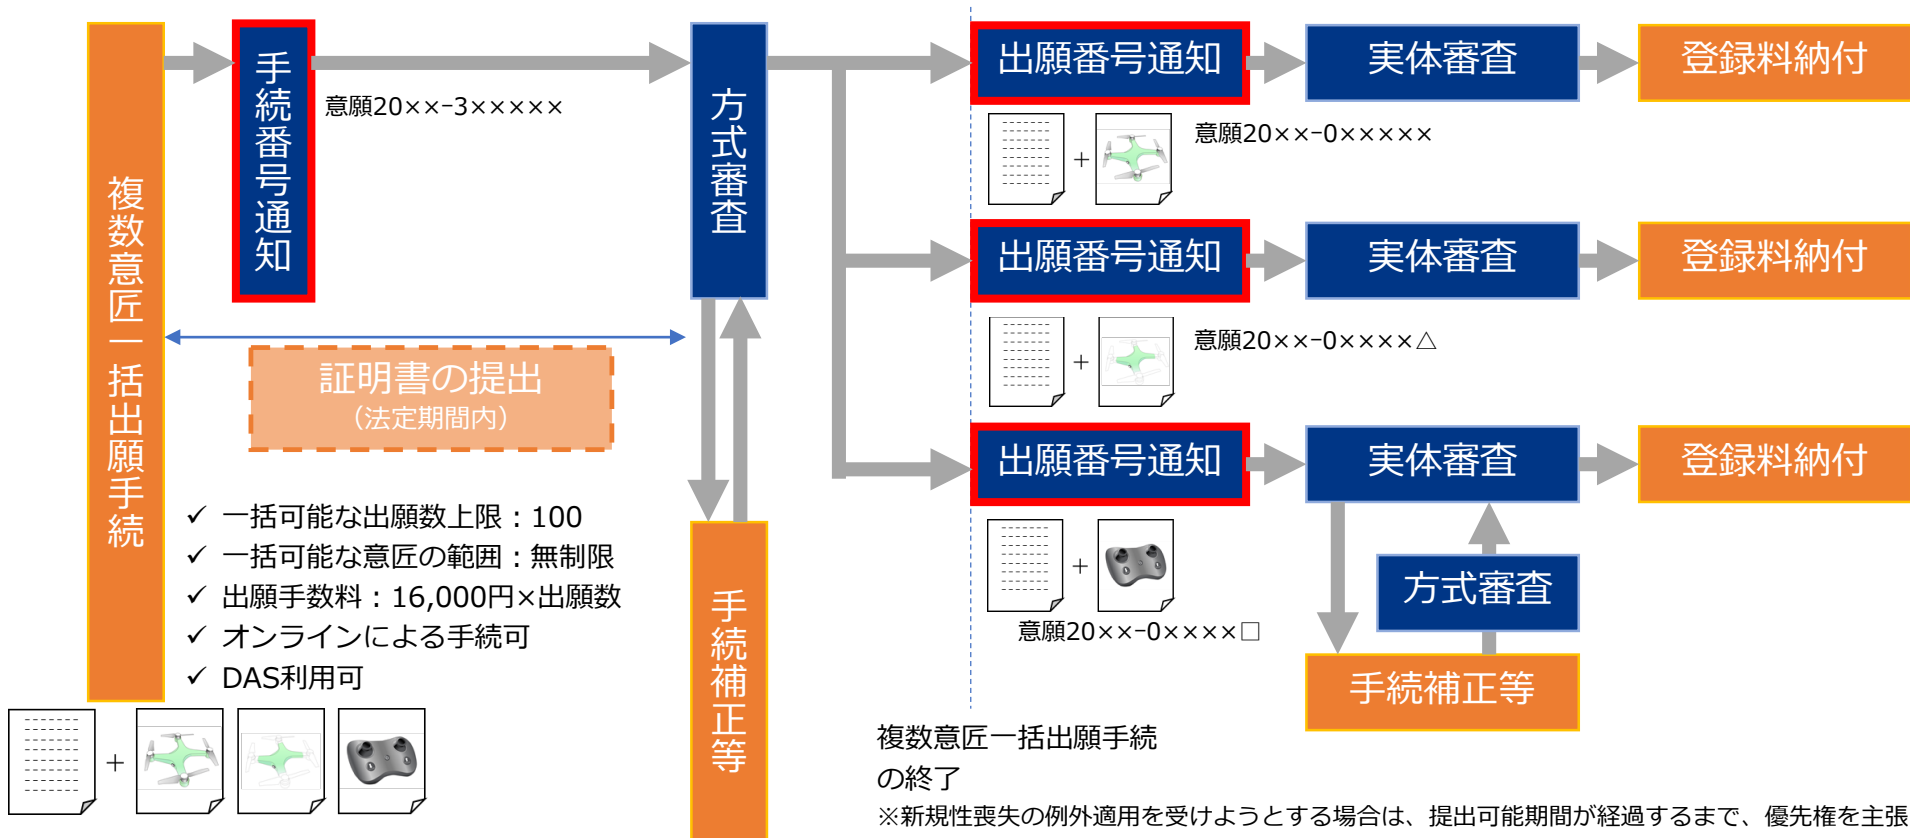 複数意匠一括出願手続
手続番号通知
意願20××-3×××××
方式審査
証明書の提出
（法定期間内）
✓ 一括可能な出願数上限：100
✓ 一括可能な意匠の範囲：無制限
✓ 出願手数料：16,000円×出願数
✓ オンラインによる手続可
✓ DAS利用可
+
手続補正等
出願番号通知
実体審査
登録料納付
+
意願20××-0×××××
出願番号通知
実体審査
登録料納付
+
意願20××-0××××△
出願番号通知
実体審査
登録料納付
+
意願20××-0××××□
方式審査
手続補正等
複数意匠一括出願手続
の終了
※新規性喪失の例外適用を受けようとする場合は、提出可能期間が経過するまで、優先権を主張